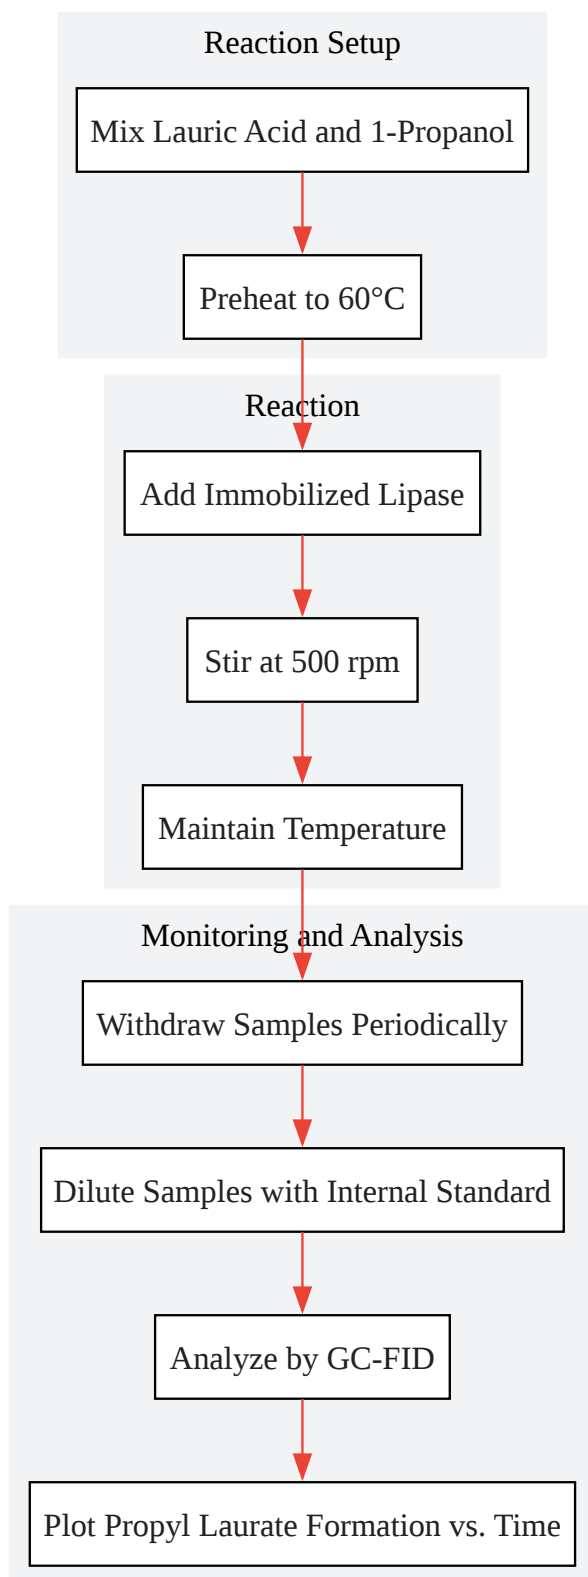 Reaction Setup
Mix Lauric Acid and 1-Propanol
Preheat to 60°C
Reaction
Add Immobilized Lipase
Stir at 500 rpm
Maintain Temperature
Monitoring and Analysis
Withdraw Samples Periodically
Dilute Samples with Internal Standard
Analyze by GC-FID
Plot Propyl Laurate Formation vs. Time